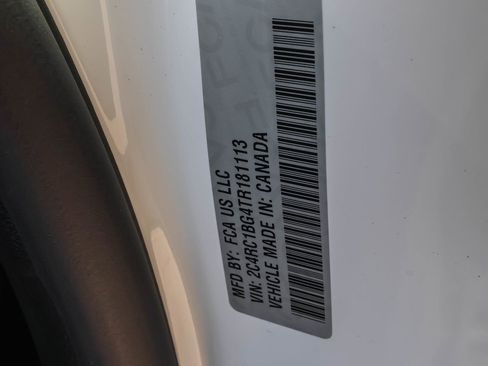 MFD BY: FCA US LLC
VIN: 2C4RC1BG4TR181113
VEHICLE MADE IN: CANADA